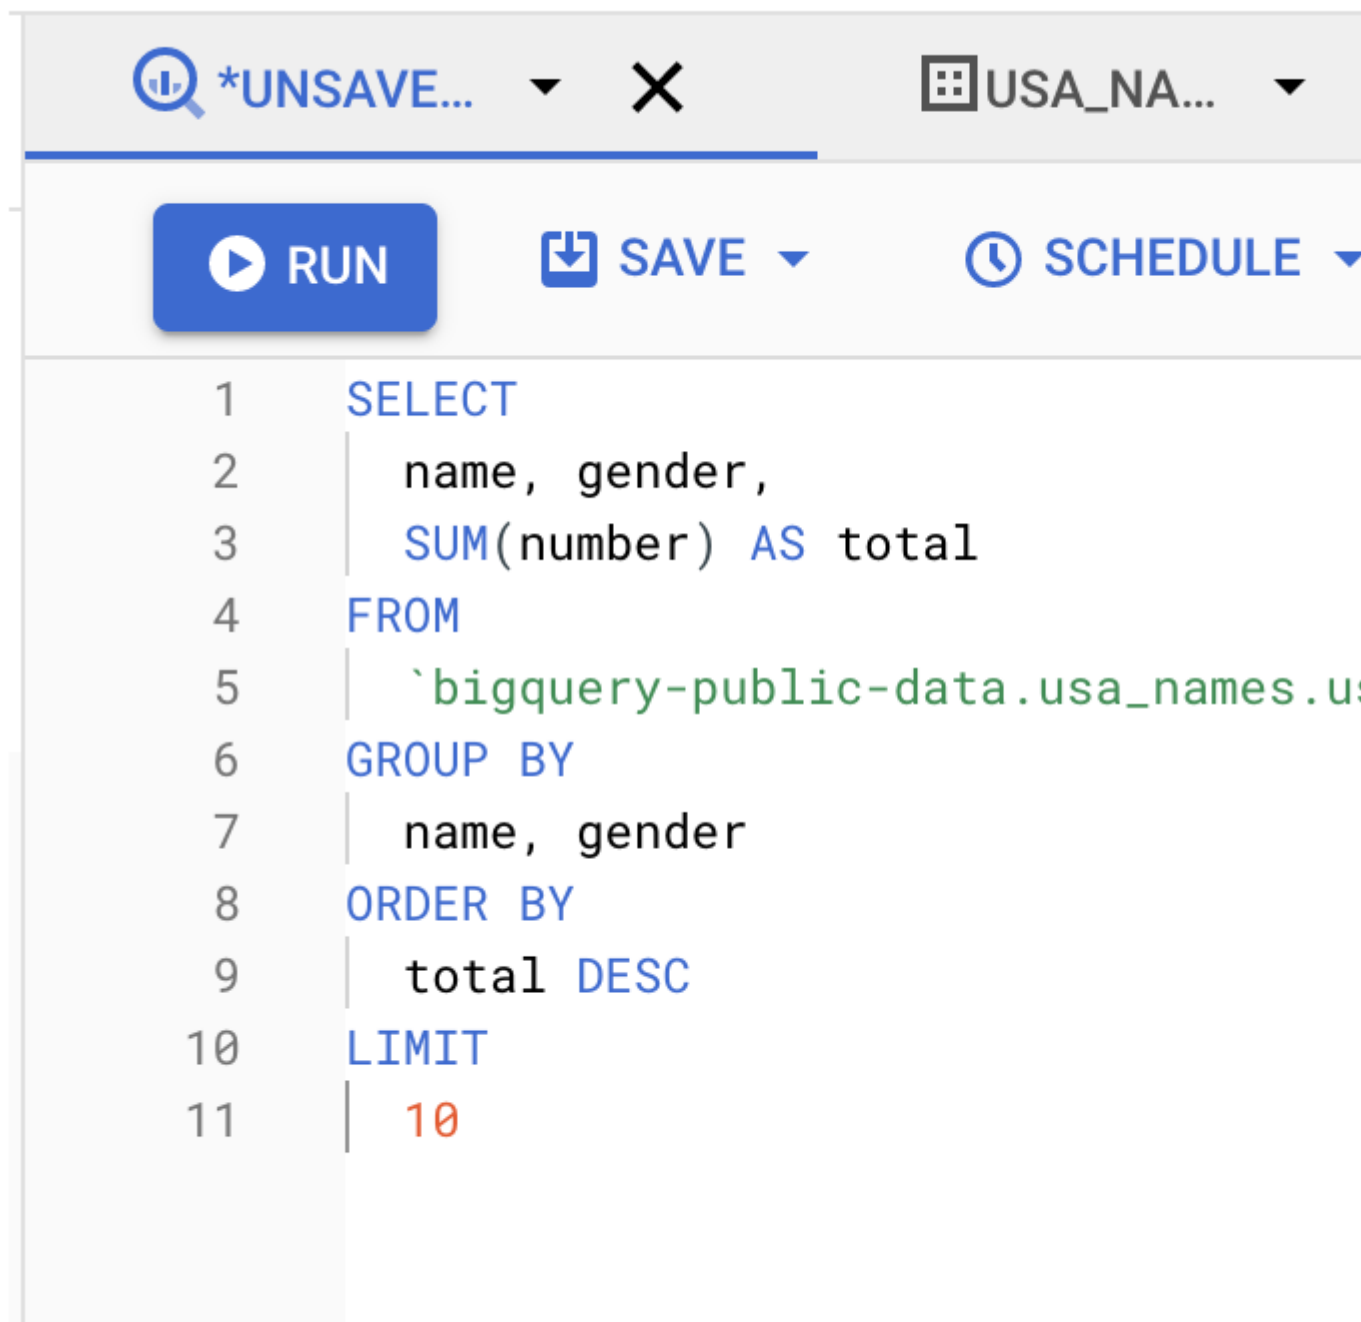 *UNSAVE... USA_NA...
RUN SAVE SCHEDULE
1 SELECT
2 name, gender,
3 SUM(number) AS total
4 FROM
5 `bigquery-public-data.usa_names.us
6 GROUP BY
7 name, gender
8 ORDER BY
9 total DESC
10 LIMIT
11 10